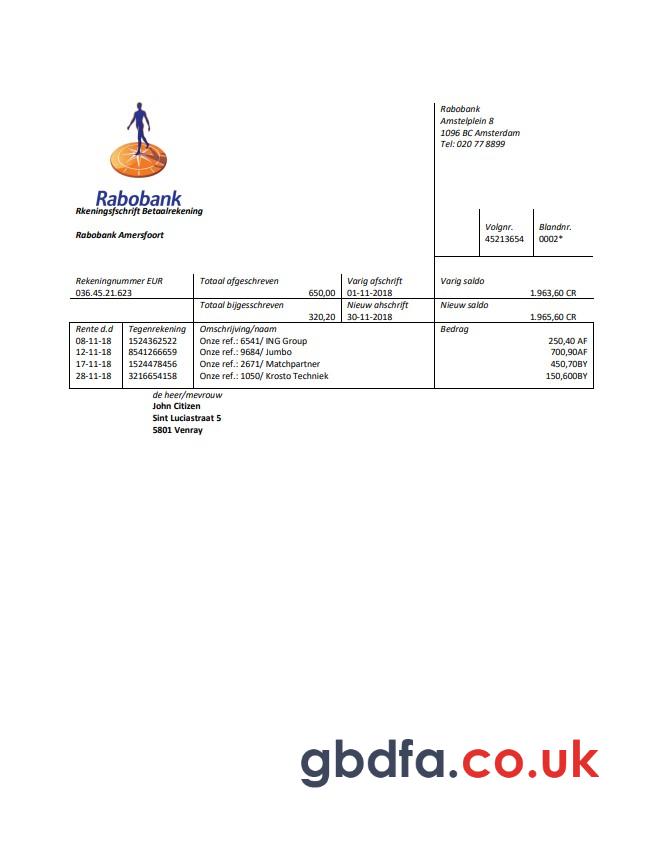 Rabobank
Amstelplein 8
1096 BC Amsterdam
Tel: 020 77 8899
Rabobank
Rkeningsfschrift Betaalrekening
Rabobank Amersfoort
Volgnr. Blandnr.
45213654 0002*
Rekeningnummer EUR Totaal afgeschreven Varig afschrift Varig saldo
036.45.21.623 650,00 01-11-2018 1.963,60 CR
Totaal bijgesschreven Nieuw ahschrift Nieuw saldo
320,20 30-11-2018 1.965,60 CR
Rente d.d Tegenrekening Omschrijving/naam Bedrag
08-11-18 1524362522 Onze ref.: 6541/ ING Group 250,40 AF
12-11-18 8541266659 Onze ref.: 9684/ Jumbo 700,90AF
17-11-18 1524478456 Onze ref.: 2671/ Matchpartner 450,70BY
28-11-18 3216654158 Onze ref.: 1050/ Krosto Techniek 150,600BY
de heer/mevrouw
John Citizen
Sint Luciastraat 5
5801 Venray
gbdfa.co.uk